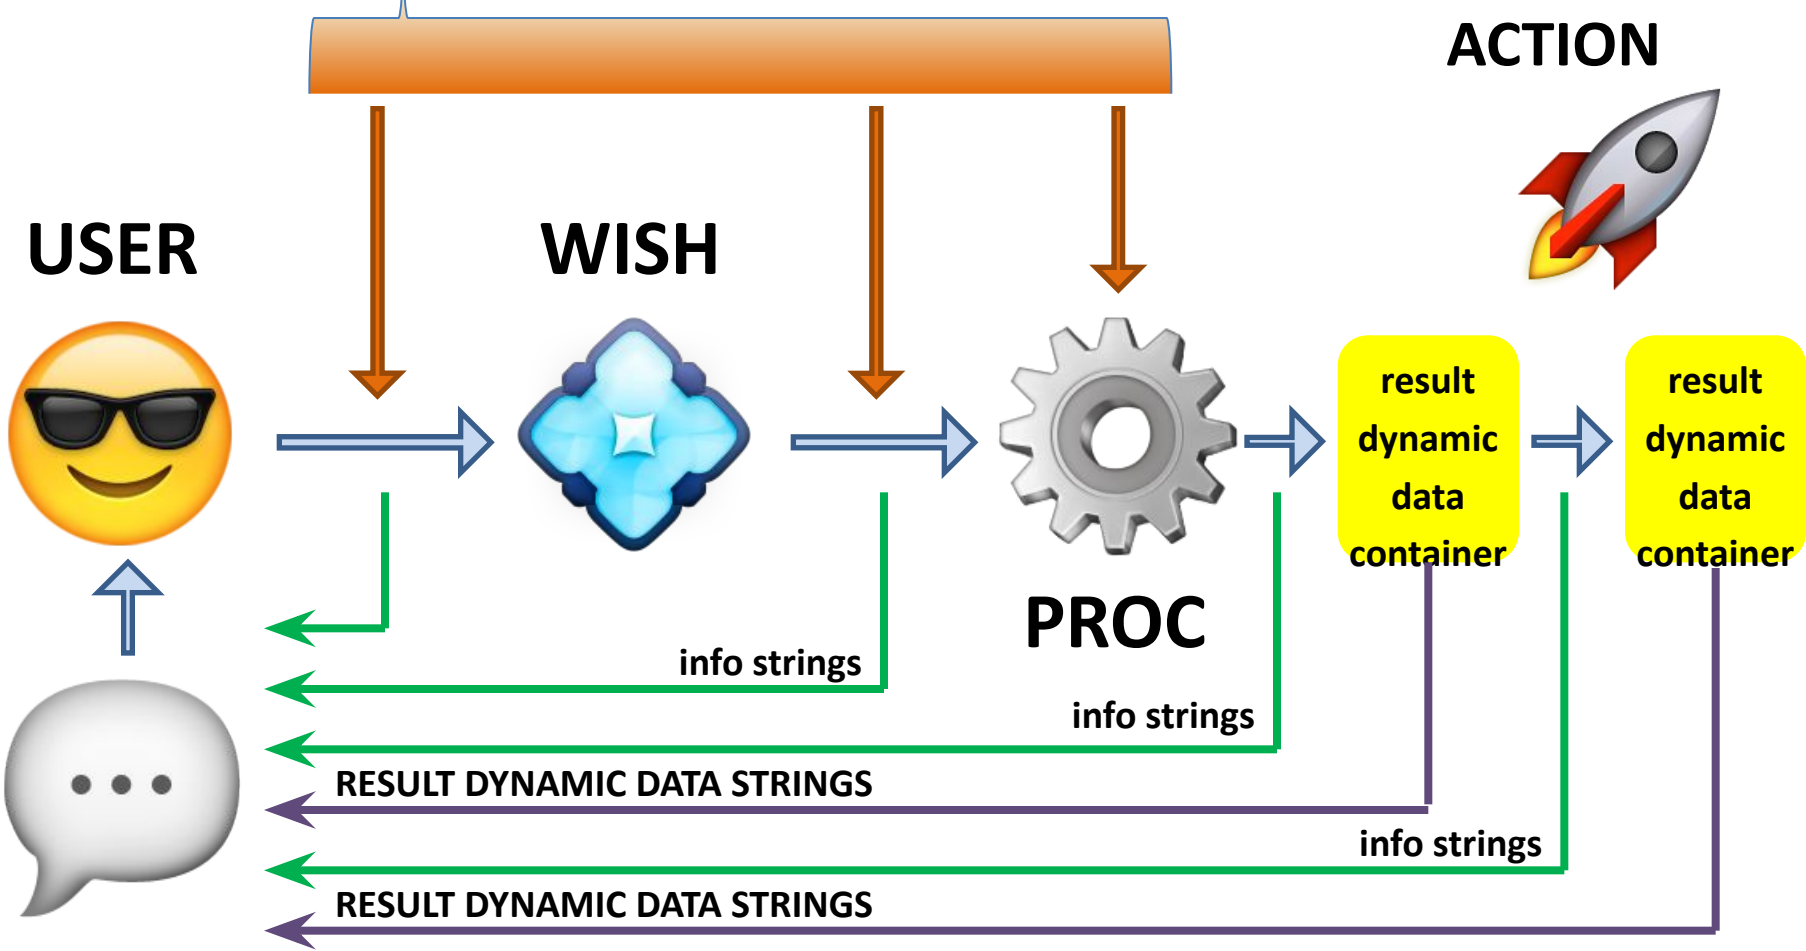 ACTION
USER
WISH
result
dynamic
data
container
result
dynamic
data
container
PROC
info strings
info strings
RESULT DYNAMIC DATA STRINGS
info strings
RESULT DYNAMIC DATA STRINGS